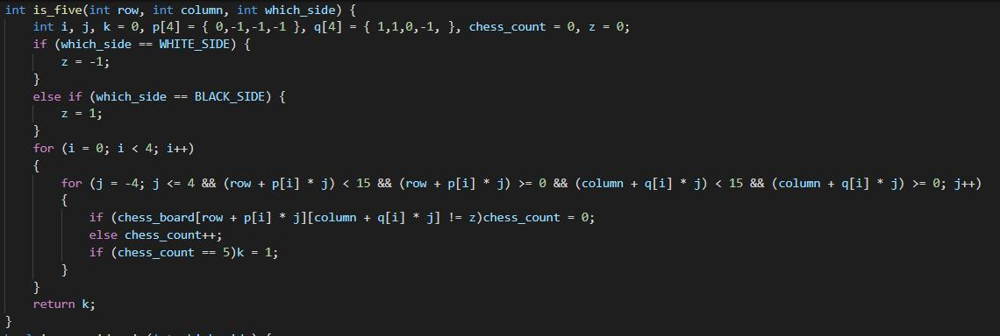 int is_five(int row, int column, int which_side) {
    int i, j, k = 0, p[4] = { 0,-1,-1,-1 }, q[4] = { 1,1,0,-1, }, chess_count = 0, z = 0;
    if (which_side == WHITE_SIDE) {
        z = -1;
    }
    else if (which_side == BLACK_SIDE) {
        z = 1;
    }
    for (i = 0; i < 4; i++)
    {
        for (j = -4; j <= 4 && (row + p[i] * j) < 15 && (row + p[i] * j) >= 0 && (column + q[i] * j) < 15 && (column + q[i] * j) >= 0; j++)
        {
            if (chess_board[row + p[i] * j][column + q[i] * j] != z)chess_count = 0;
            else chess_count++;
            if (chess_count == 5)k = 1;
        }
    }
    return k;
}